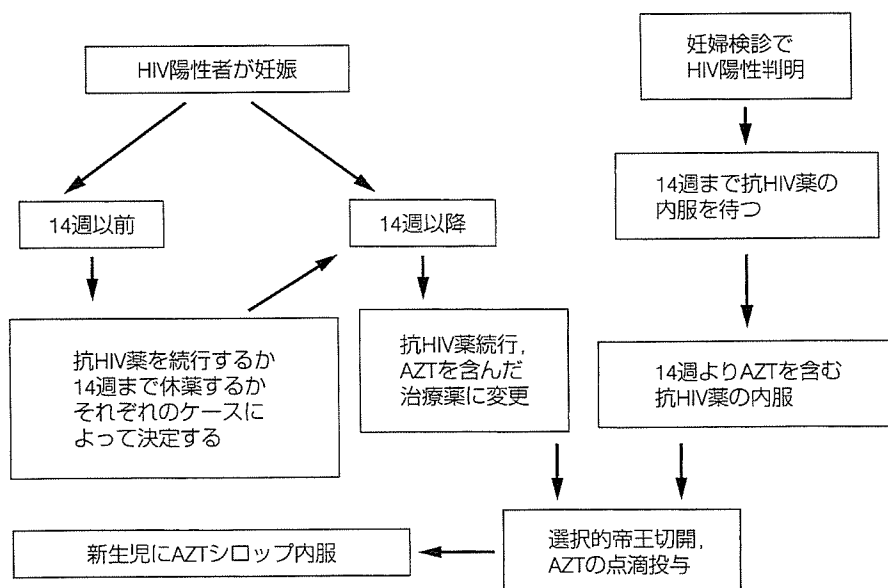 HIV陽性者が妊娠
妊婦検診で
HIV陽性判明
14週以前
14週以降
14週まで抗HIV薬の
内服を待つ
抗HIV薬を続行するか
14週まで休薬するか
それぞれのケースに
よって決定する
抗HIV薬続行,
AZTを含んだ
治療薬に変更
14週よりAZTを含む
抗HIV薬の内服
選択的帝王切開,
AZTの点滴投与
新生児にAZTシロップ内服